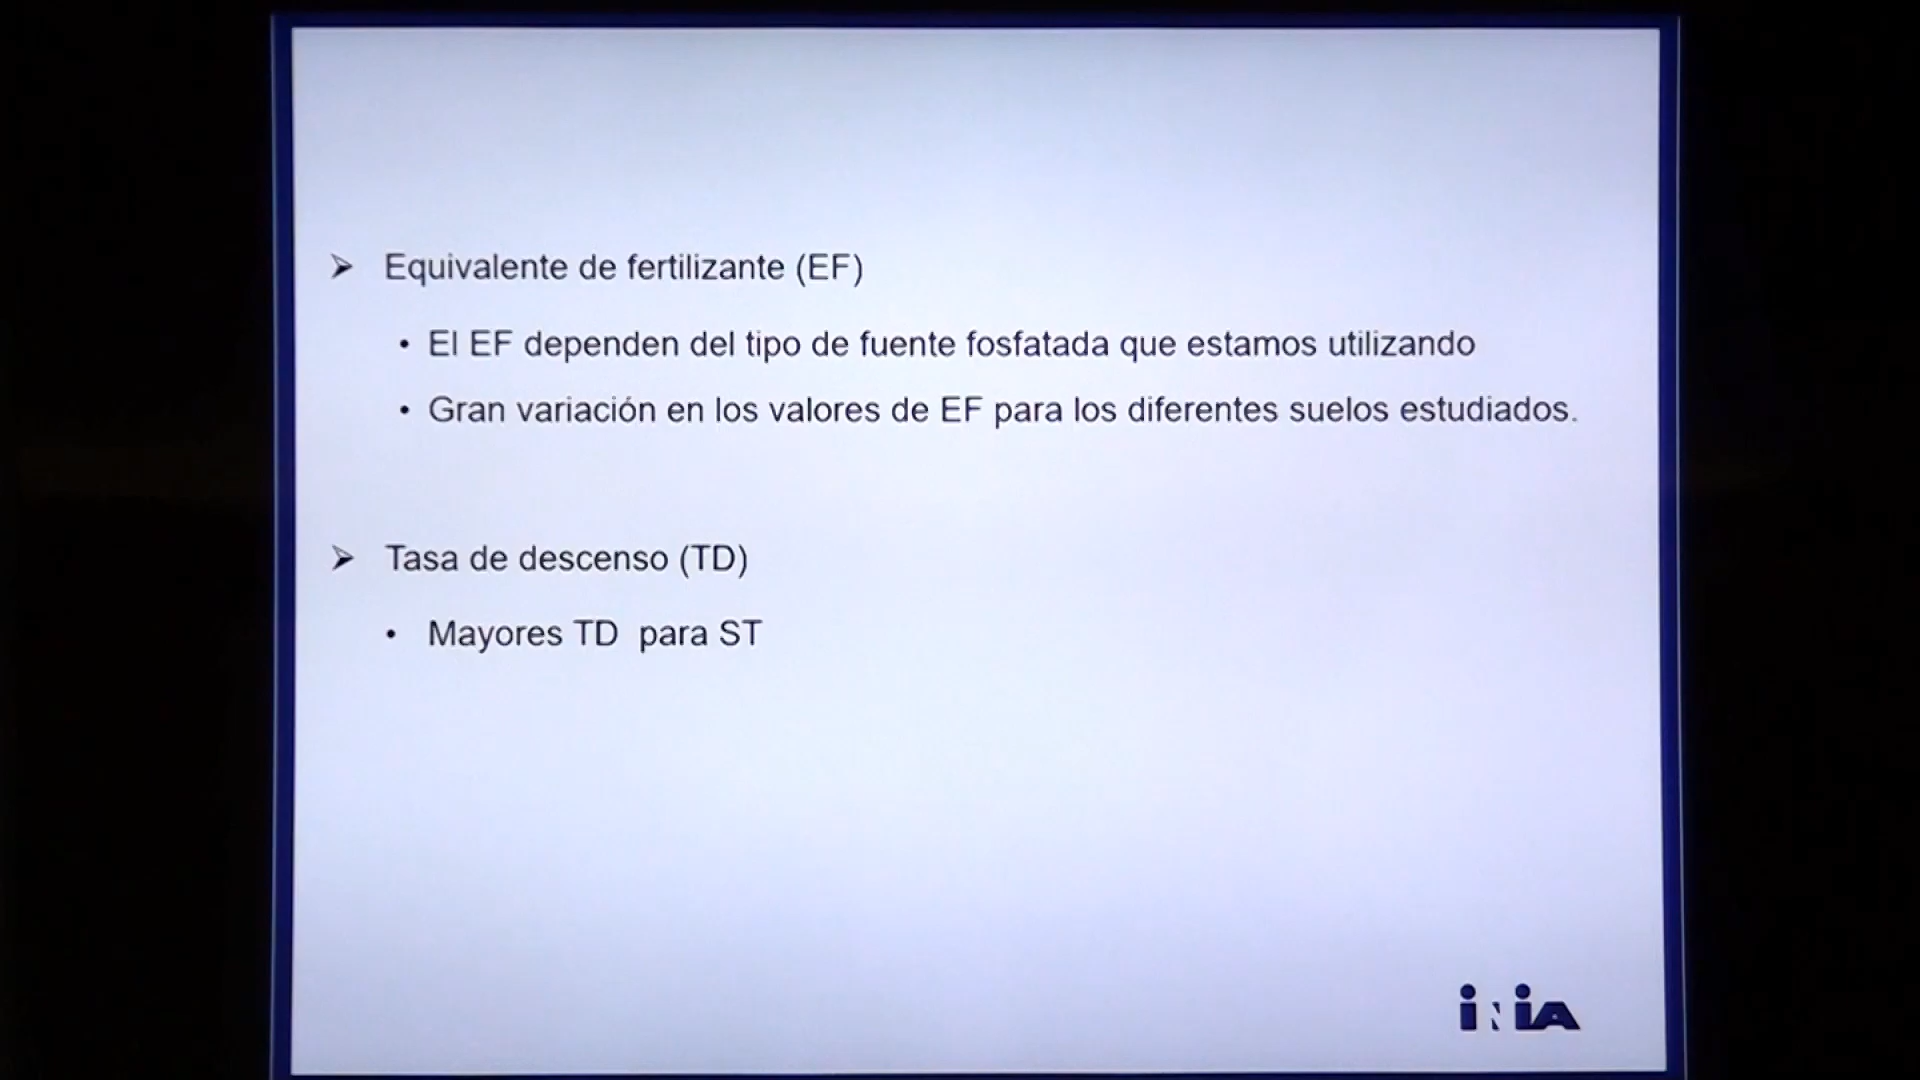 Equivalente de fertilizante (EF)
El EF dependen del tipo de fuente fosfatada que estamos utilizando
Gran variación en los valores de EF para los diferentes suelos estudiados.
Tasa de descenso (TD)
Mayores TD para ST
iNiA